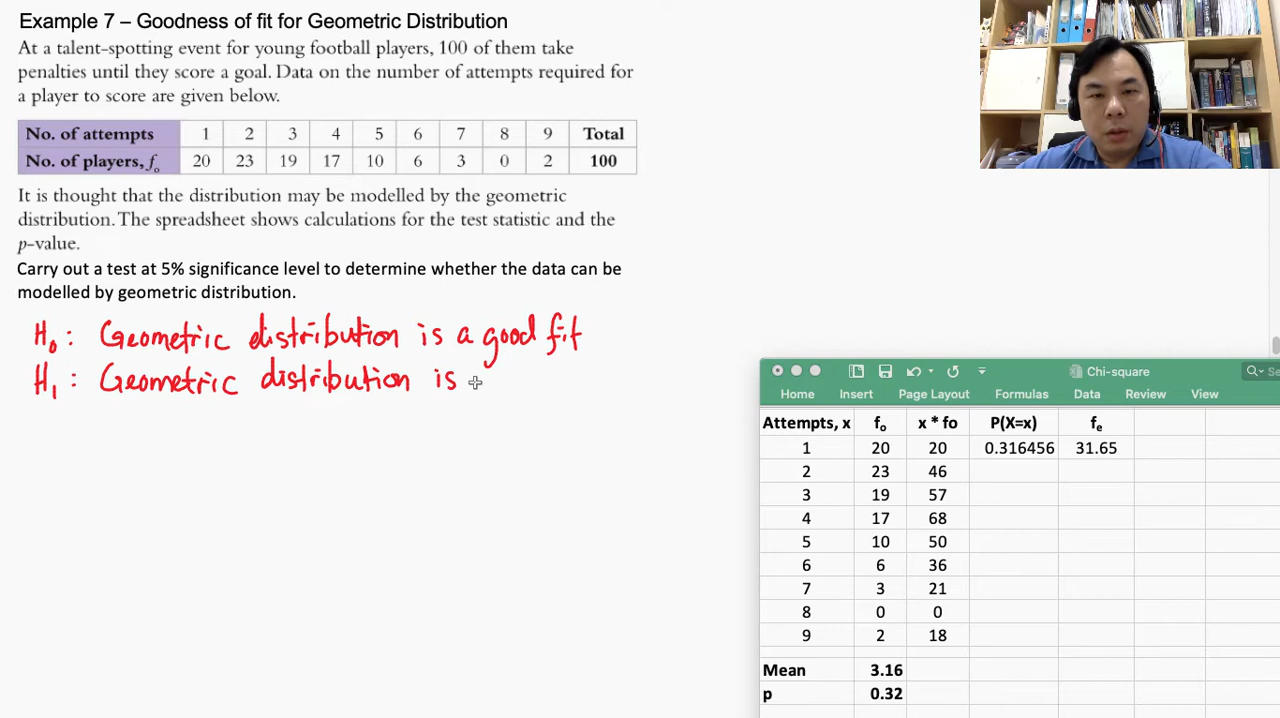 Example 7 – Goodness of fit for Geometric Distribution
At a talent-spotting event for young football players, 100 of them take
penalties until they score a goal. Data on the number of attempts required for
a player to score are given below.
No. of attempts 1 2 3 4 5 6 7 8 9 Total
No. of players, fo 20 23 19 17 10 6 3 0 2 100
It is thought that the distribution may be modelled by the geometric
distribution. The spreadsheet shows calculations for the test statistic and the
p-value.
Carry out a test at 5% significance level to determine whether the data can be
modelled by geometric distribution.
H0 : Geometric distribution is a good fit
H1 : Geometric distribution is
Chi-square
Home Insert Page Layout Formulas Data Review View
Attempts, x fo x * fo P(X=x) fe
1 20 20 0.316456 31.65
2 23 46
3 19 57
4 17 68
5 10 50
6 6 36
7 3 21
8 0 0
9 2 18
Mean 3.16
p 0.32